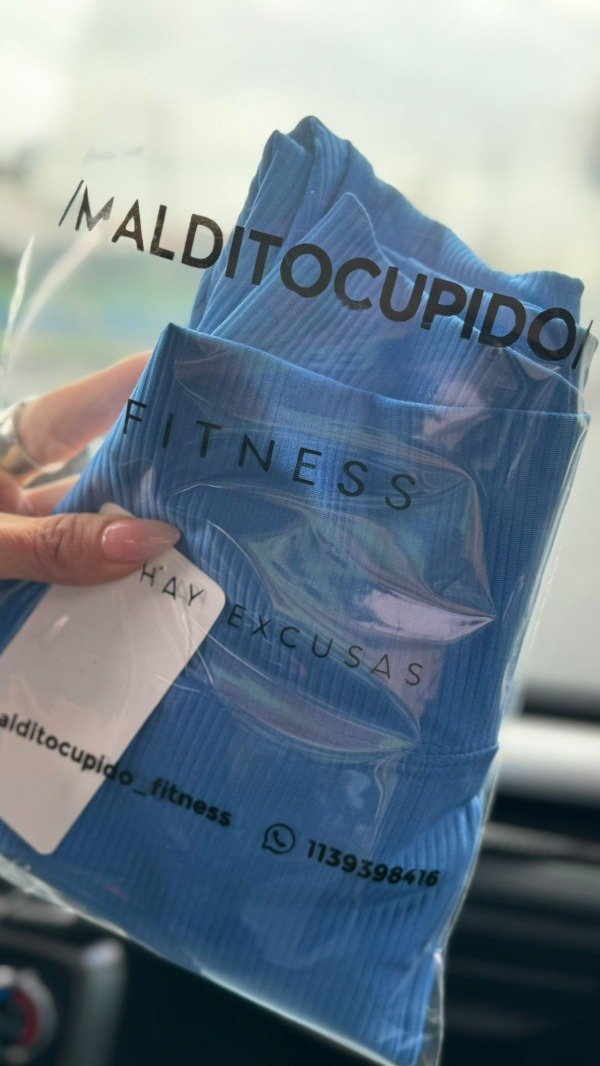 /MALDITOCUPIDO/
FITNESS
HAY EXCUSAS
alditocupido_fitness
1139398416